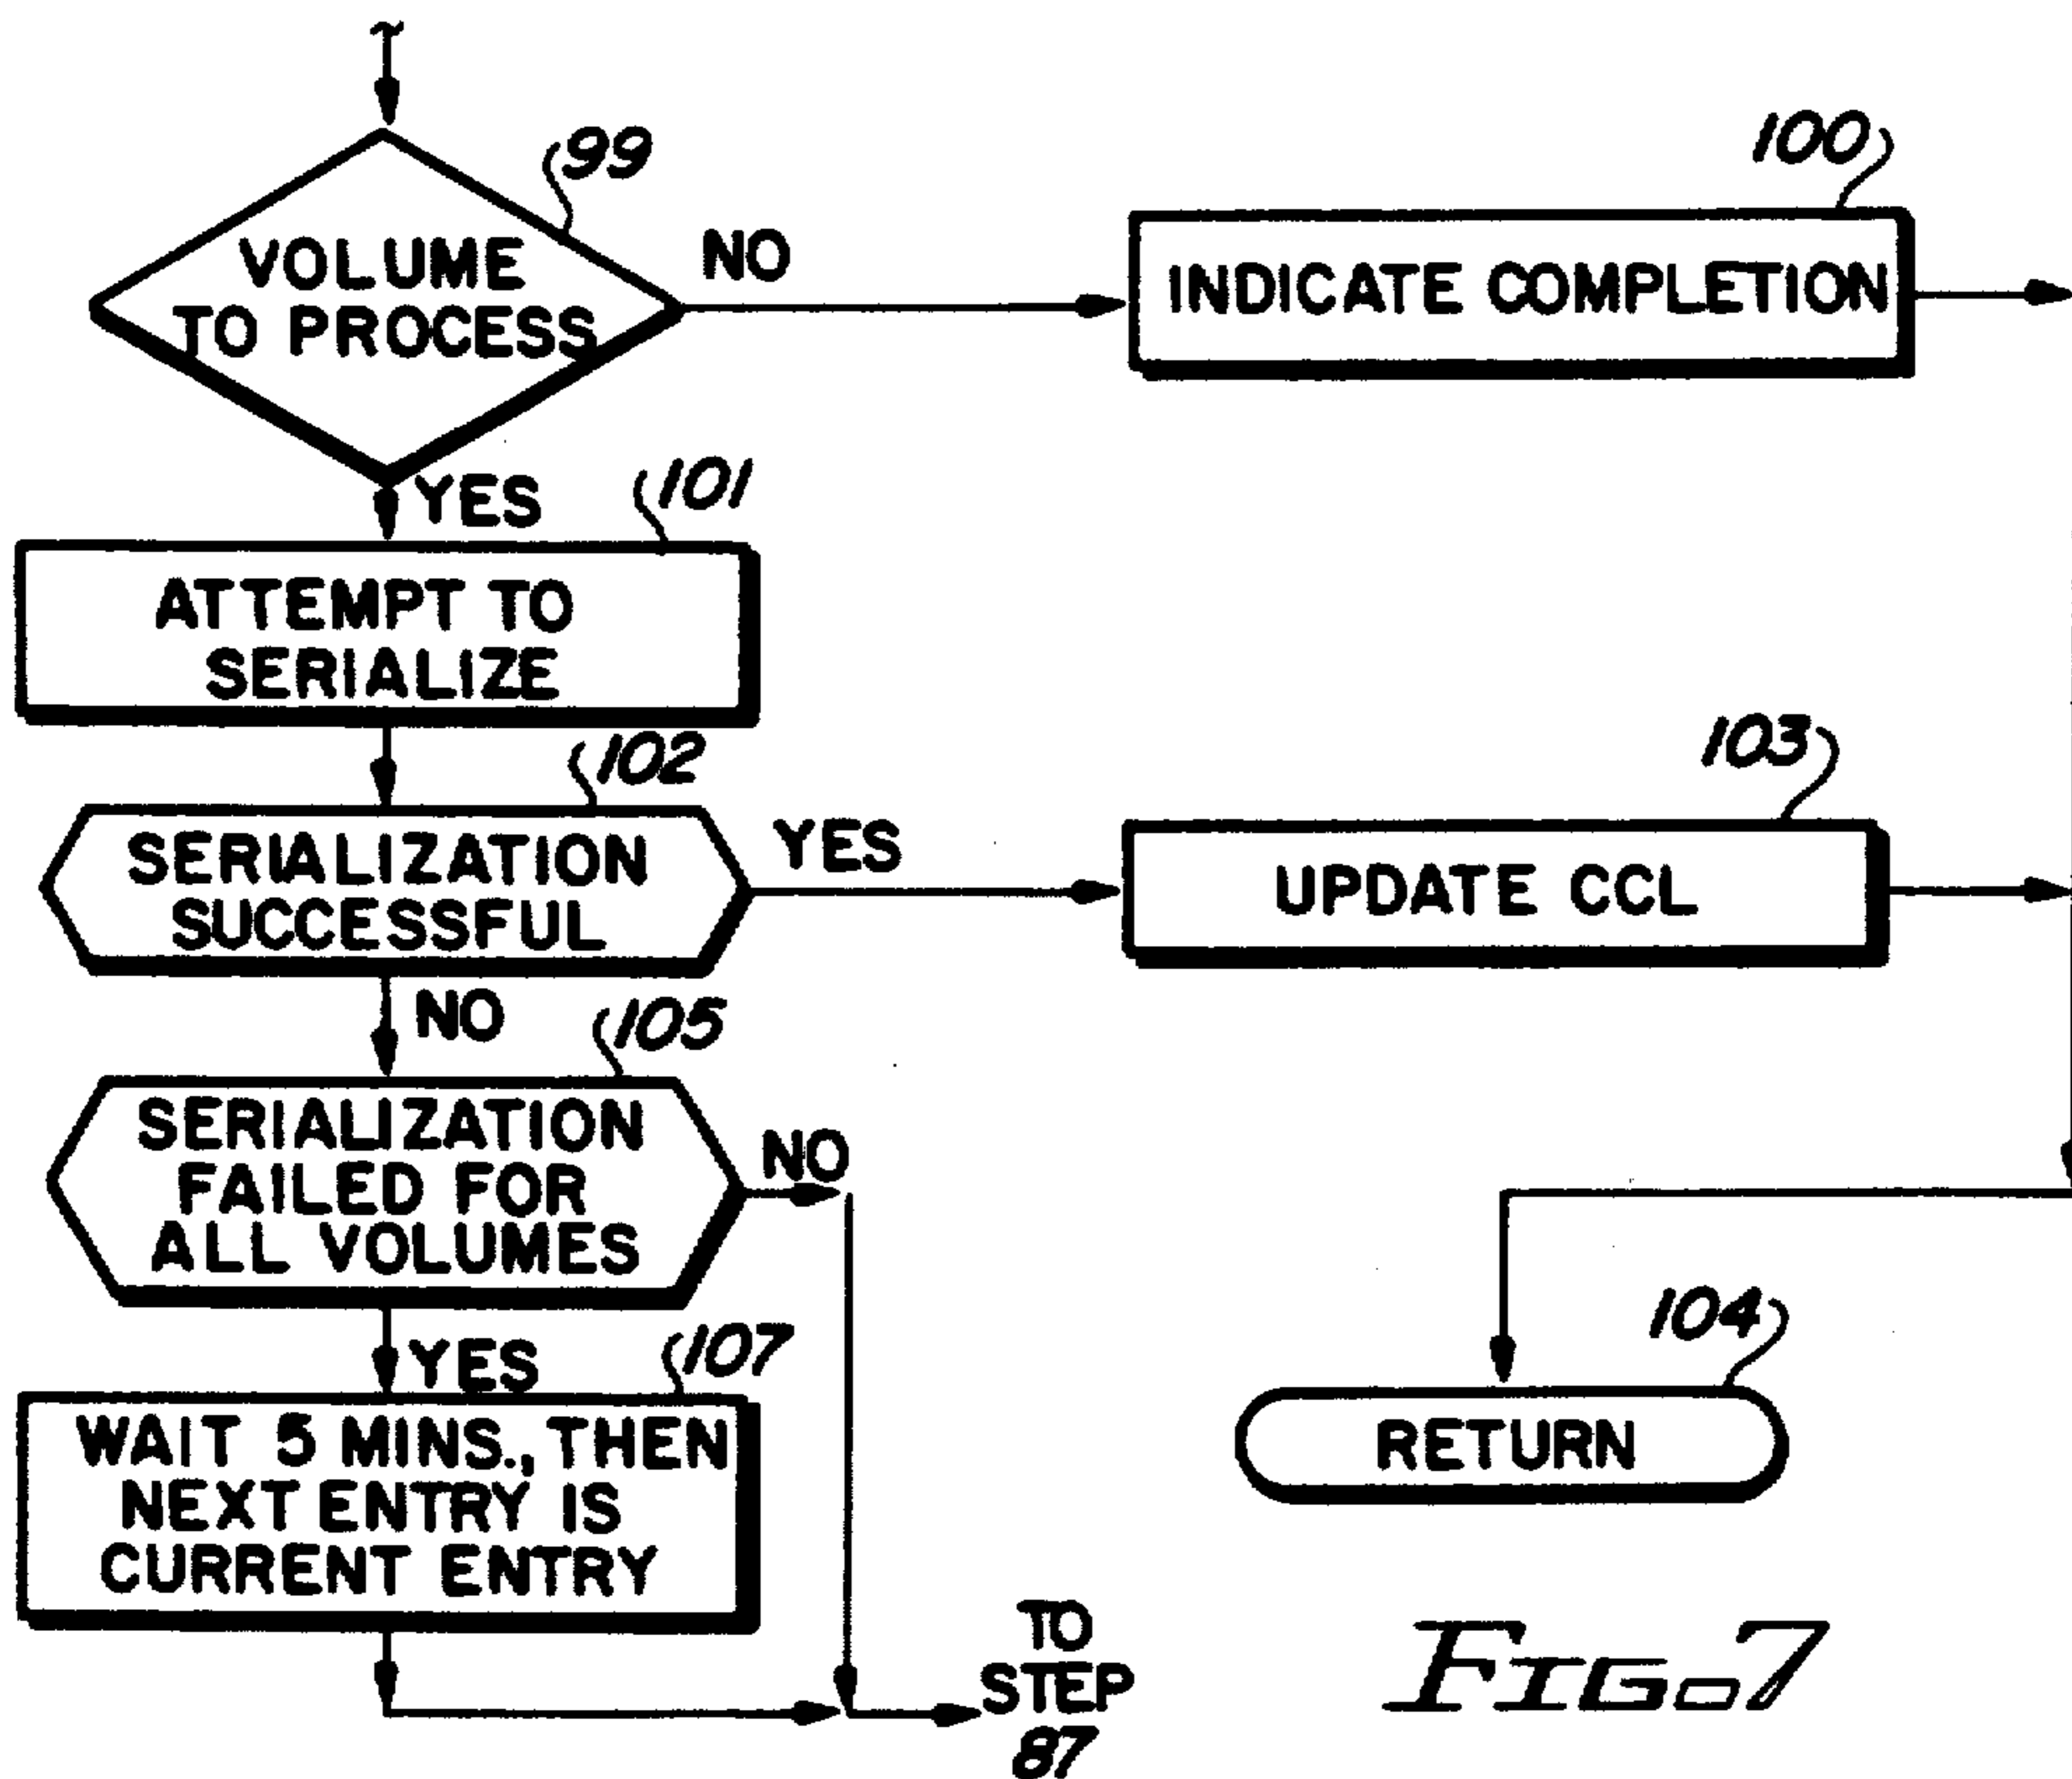 99
VOLUME
TO PROCESS
NO
100
INDICATE COMPLETION
YES
101
ATTEMPT TO
SERIALIZE
102
SERIALIZATION
SUCCESSFUL
YES
103
UPDATE CCL
NO
105
SERIALIZATION
FAILED FOR
ALL VOLUMES
NO
YES
107
WAIT 5 MINS., THEN
NEXT ENTRY IS
CURRENT ENTRY
104
RETURN
TO
STEP
87
FIG. 7